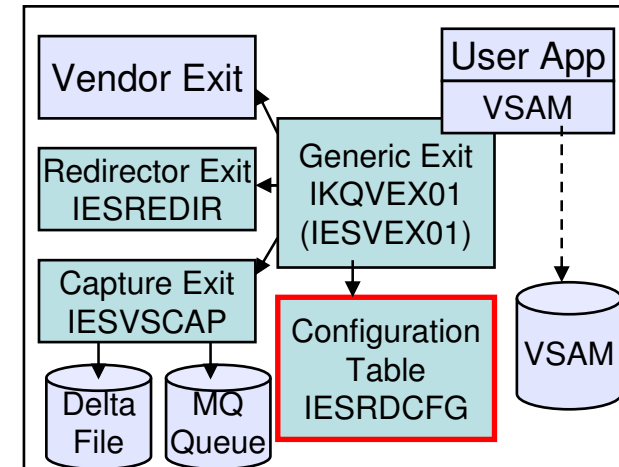 Vendor Exit
User App
VSAM
Generic Exit
IKQVEX01
(IESVEX01)
Redirector Exit
IESREDIR
Capture Exit
IESVSCAP
Configuration
Table
IESRDCFG
VSAM
Delta
File
MQ
Queue